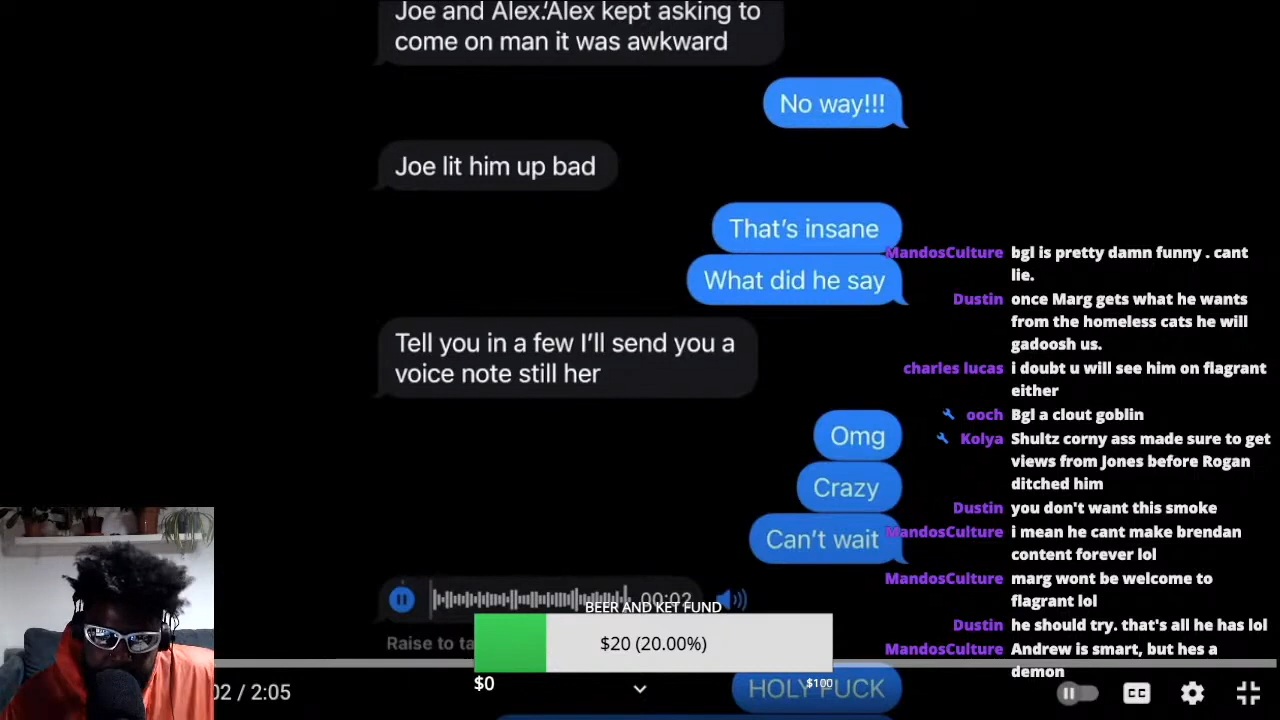 Joe and Alex.'Alex kept asking to
come on man it was awkward
No way!!!
Joe lit him up bad
That's insane
What did he say
Tell you in a few I'll send you a
voice note still her
Omg
Crazy
Can't wait
00:02
Raise to ta
HOLY FUCK
BEER AND KET FUND
$20 (20.00%)
$0
$100
02 / 2:05
CC
MandosCulture bgl is pretty damn funny . cant
lie.
Dustin once Marg gets what he wants
from the homeless cats he will
gadoosh us.
charles lucas i doubt u will see him on flagrant
either
ooch Bgl a clout goblin
Kolya Shultz corny ass made sure to get
views from Jones before Rogan
ditched him
Dustin you don't want this smoke
MandosCulture i mean he cant make brendan
content forever lol
MandosCulture marg wont be welcome to
flagrant lol
Dustin he should try. that's all he has lol
MandosCulture Andrew is smart, but hes a
demon